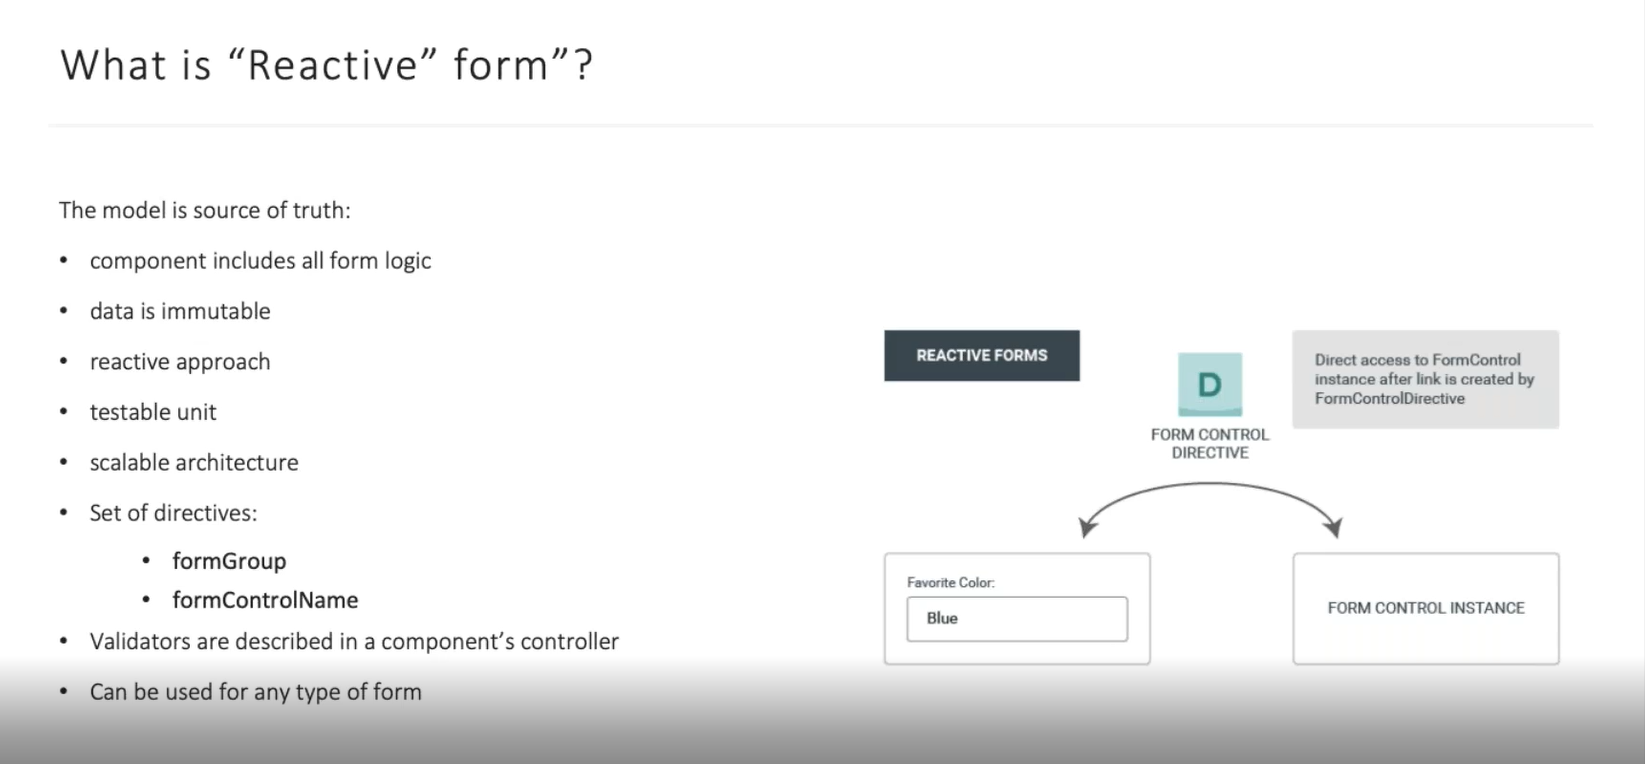 What is “Reactive” form”?
The model is source of truth:
• component includes all form logic
• data is immutable
• reactive approach
• testable unit
• scalable architecture
• Set of directives:
• formGroup
• formControlName
• Validators are described in a component’s controller
• Can be used for any type of form
REACTIVE FORMS
D
FORM CONTROL
DIRECTIVE
Direct access to FormControl
instance after link is created by
FormControlDirective
Favorite Color:
Blue
FORM CONTROL INSTANCE